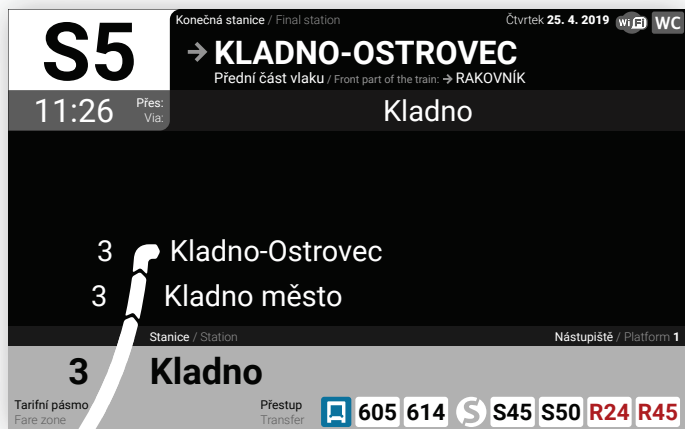 S5
Konečná stanice / Final station
Čtvrtek 25. 4. 2019
WiFi WC
→ KLADNO-OSTROVEC
Přední část vlaku / Front part of the train: → RAKOVNÍK
11:26
Přes:
Via:
Kladno
3 Kladno-Ostrovec
3 Kladno město
Stanice / Station
Nástupiště / Platform 1
3 Kladno
Tarifní pásmo
Fare zone
Přestup
Transfer
605 614 S S45 S50 R24 R45